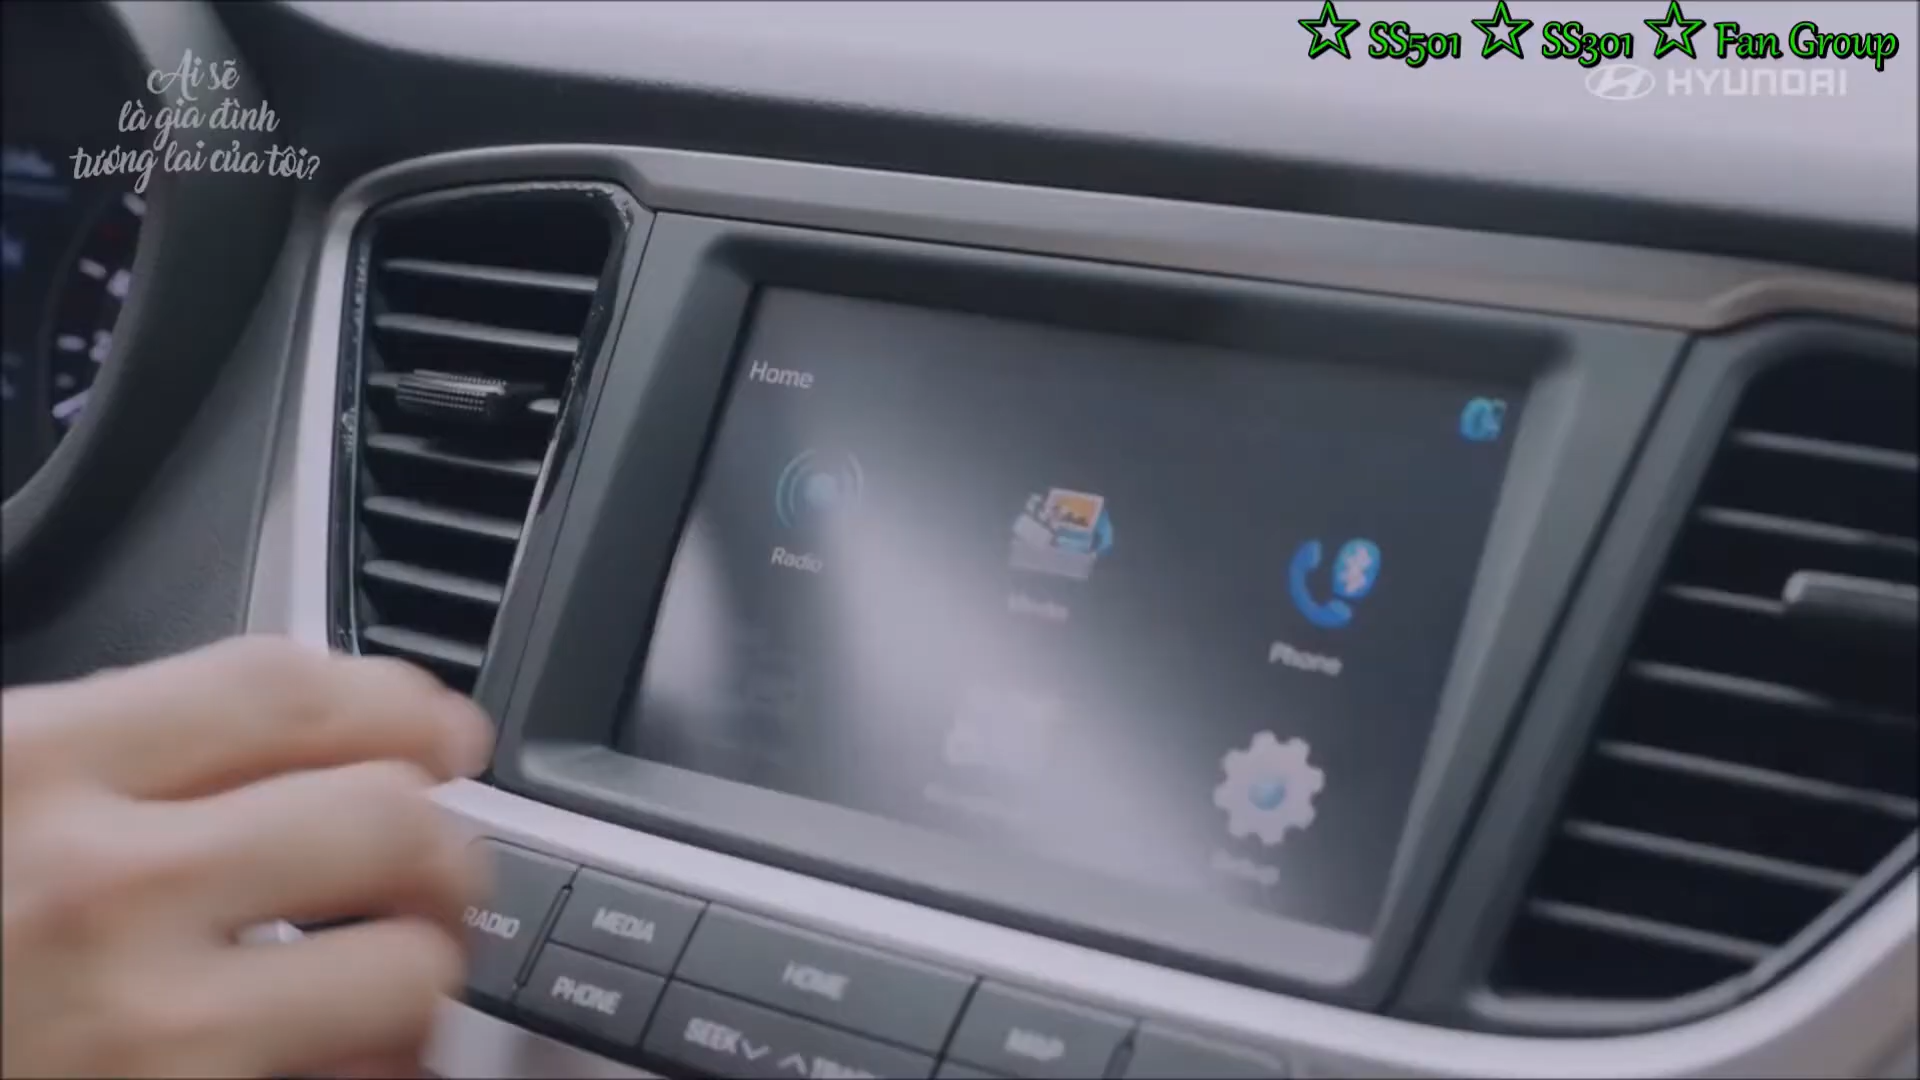 ☆ SS501 ☆ SS301 ☆ Fan Group
HYUNDAI
Ai sẽ
là gia đình
tương lai của tôi?
Home
Radio
Phone
RADIO
MEDIA
HOME
MAP
PHONE
SEEK